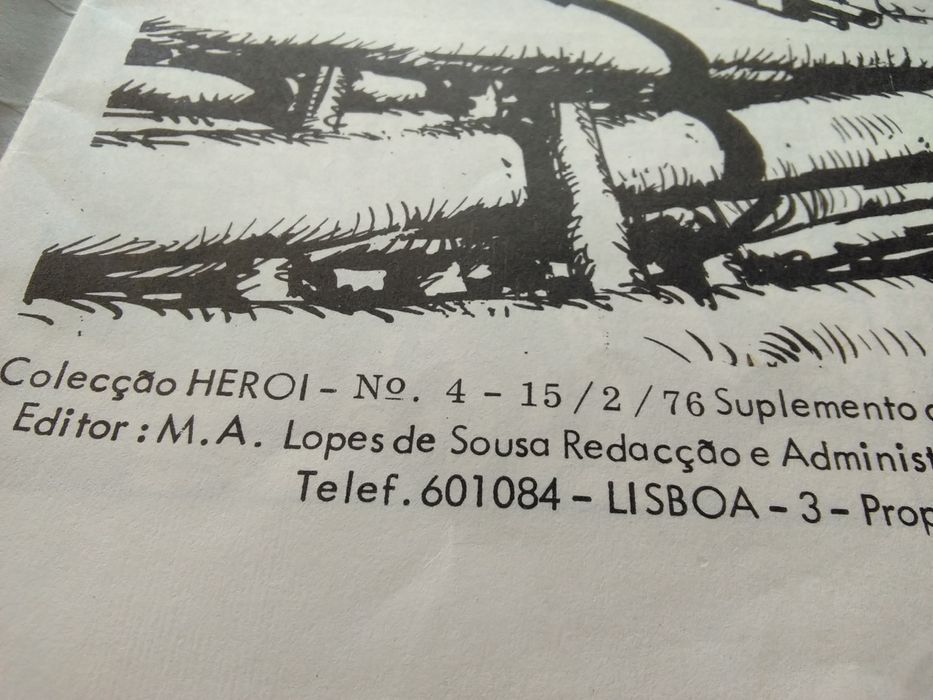 Colecção HEROI - Nº. 4 - 15 / 2 / 76 Suplemento
Editor : M.A. Lopes de Sousa Redacção e
Telef. 601084 - LISBOA - 3 -